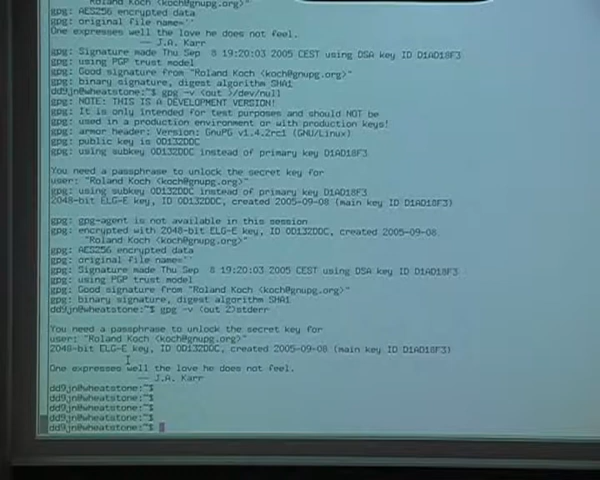 "Roland Koch <koch@gnupg.org>"
gpg: AES256 encrypted data
gpg: original file name=''
One expresses well the love he does not feel.
-- J.A. Karr
gpg: Signature made Thu Sep  8 19:20:03 2005 CEST using DSA key ID D1AD18F3
gpg: using PGP trust model
gpg: Good signature from "Roland Koch <koch@gnupg.org>"
gpg: binary signature, digest algorithm SHA1
dd9jn@wheatstone:~$ gpg -v <out >/dev/null
gpg: NOTE: THIS IS A DEVELOPMENT VERSION!
gpg: It is only intended for test purposes and should NOT be
gpg: used in a production environment or with production keys!
gpg: armor header: Version: GnuPG v1.4.2rc1 (GNU/Linux)
gpg: public key is 0D132DDC
gpg: using subkey 0D132DDC instead of primary key D1AD18F3
You need a passphrase to unlock the secret key for
user: "Roland Koch <koch@gnupg.org>"
gpg: using subkey 0D132DDC instead of primary key D1AD18F3
2048-bit ELG-E key, ID 0D132DDC, created 2005-09-08 (main key ID D1AD18F3)
gpg: gpg-agent is not available in this session
gpg: encrypted with 2048-bit ELG-E key, ID 0D132DDC, created 2005-09-08
"Roland Koch <koch@gnupg.org>"
gpg: AES256 encrypted data
gpg: original file name=''
gpg: Signature made Thu Sep  8 19:20:03 2005 CEST using DSA key ID D1AD18F3
gpg: using PGP trust model
gpg: Good signature from "Roland Koch <koch@gnupg.org>"
gpg: binary signature, digest algorithm SHA1
dd9jn@wheatstone:~$ gpg -v <out 2>stderr
You need a passphrase to unlock the secret key for
user: "Roland Koch <koch@gnupg.org>"
2048-bit ELG-E key, ID 0D132DDC, created 2005-09-08 (main key ID D1AD18F3)
One expresses well the love he does not feel.
-- J.A. Karr
dd9jn@wheatstone:~$
dd9jn@wheatstone:~$
dd9jn@wheatstone:~$
dd9jn@wheatstone:~$
dd9jn@wheatstone:~$